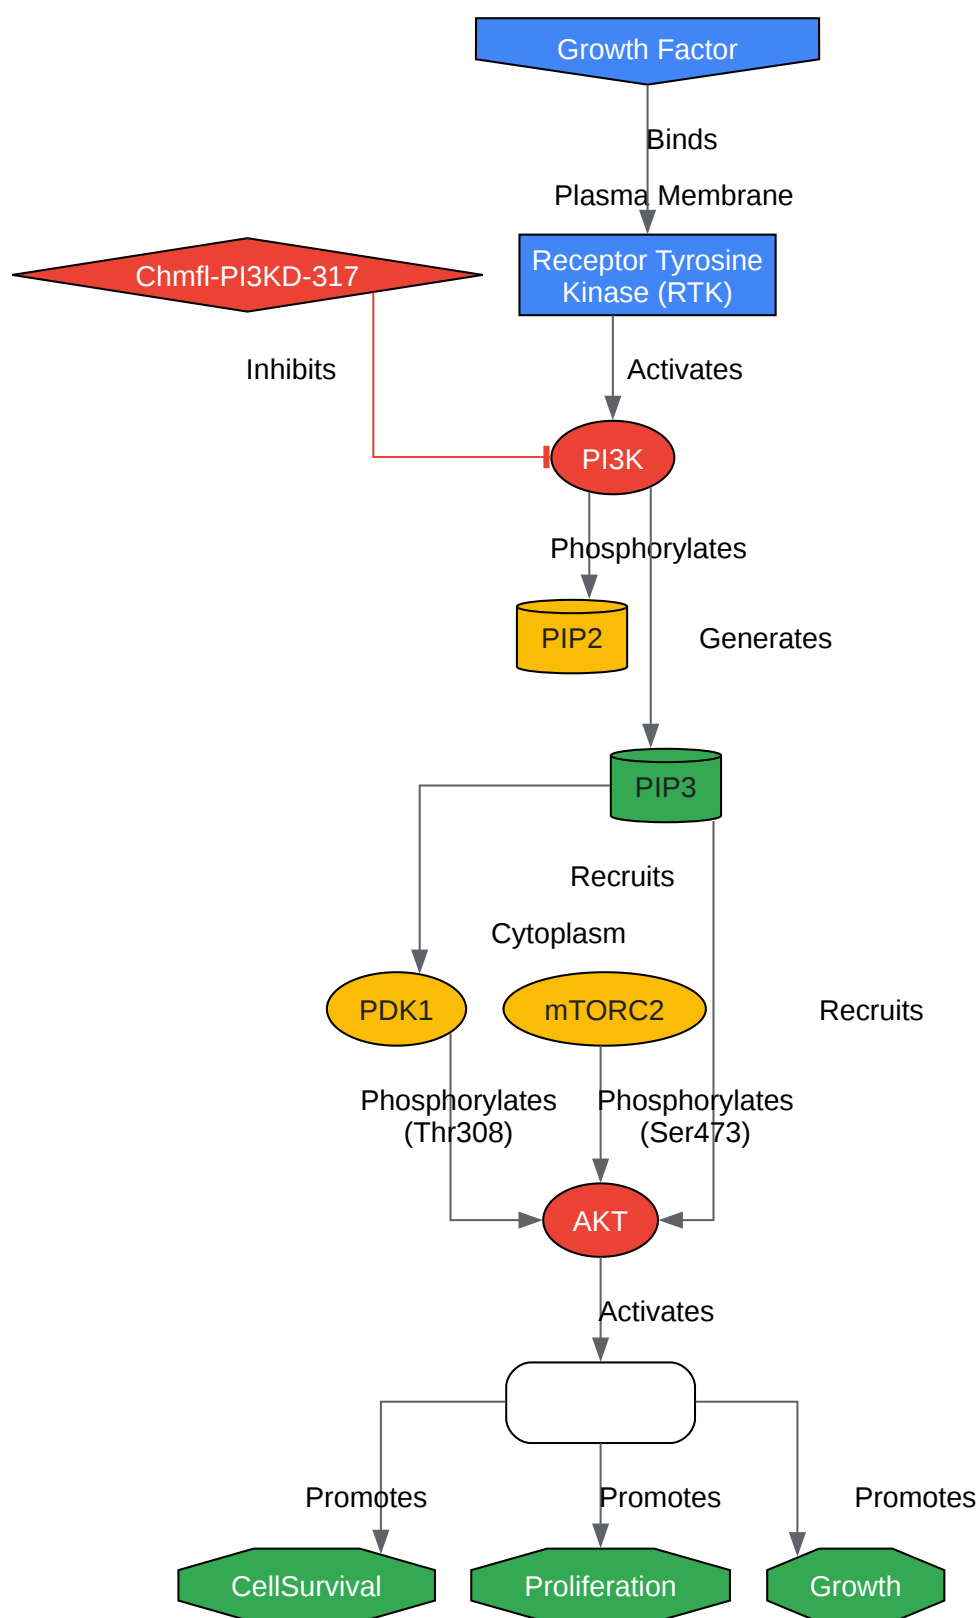 Growth Factor
Binds
Plasma Membrane
Receptor Tyrosine
Kinase (RTK)
Chmfl-PI3KD-317
Inhibits
Activates
PI3K
Phosphorylates
PIP2
Generates
PIP3
Recruits
Cytoplasm
PDK1
mTORC2
Recruits
Phosphorylates
(Thr308)
Phosphorylates
(Ser473)
AKT
Activates
Promotes
Promotes
Promotes
CellSurvival
Proliferation
Growth